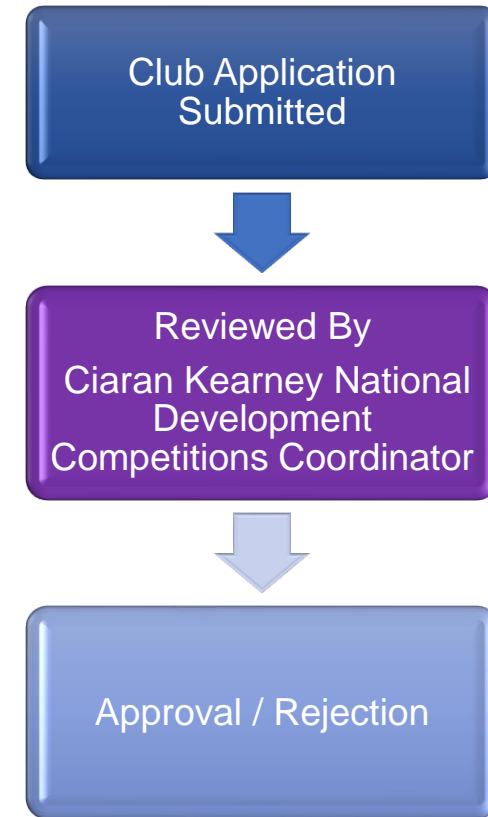 Club Application
Submitted
Reviewed By
Ciaran Kearney National
Development
Competitions Coordinator
Approval / Rejection